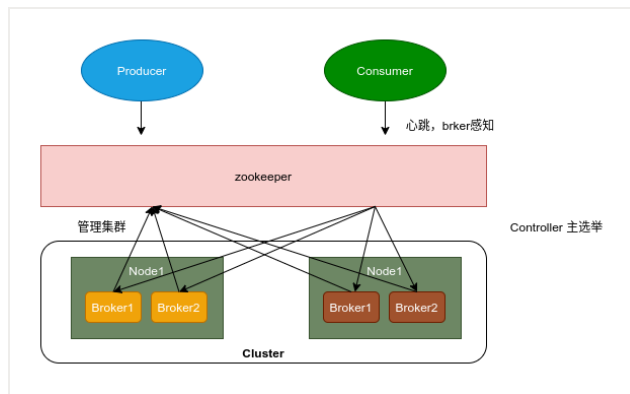 Producer
Consumer
心跳，brker感知
zookeeper
管理集群
Controller 主选举
Node1
Node1
Broker1
Broker2
Broker1
Broker2
Cluster